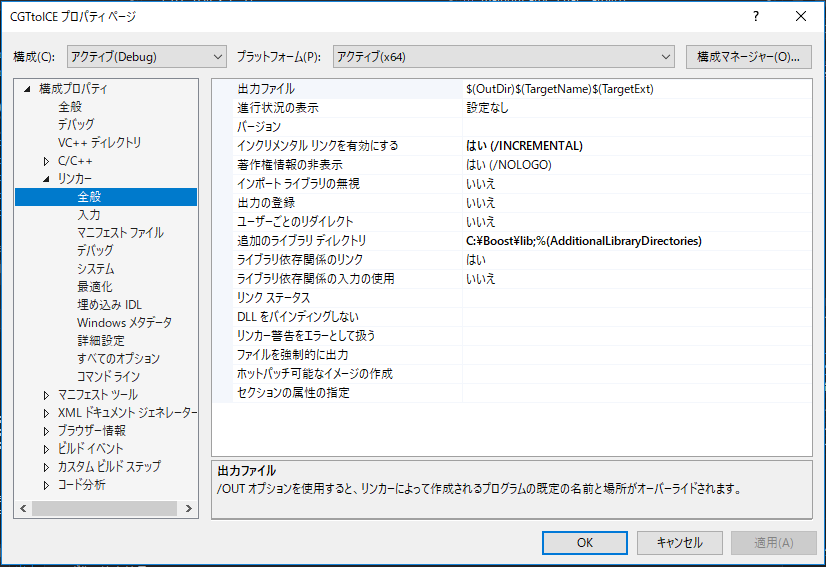 CGTtoICE プロパティ ページ
構成(C): アクティブ(Debug) プラットフォーム(P): アクティブ(x64) 構成マネージャー(O)...
構成プロパティ
全般
デバッグ
VC++ ディレクトリ
C/C++
リンカー
全般
入力
マニフェスト ファイル
デバッグ
システム
最適化
埋め込み IDL
Windows メタデータ
詳細設定
すべてのオプション
コマンド ライン
マニフェスト ツール
XML ドキュメント ジェネレーター
ブラウザー情報
ビルド イベント
カスタム ビルド ステップ
コード分析
出力ファイル $(OutDir)$(TargetName)$(TargetExt)
進行状況の表示 設定なし
バージョン
インクリメンタル リンクを有効にする はい (/INCREMENTAL)
著作権情報の非表示 はい (/NOLOGO)
インポート ライブラリの無視 いいえ
出力の登録 いいえ
ユーザーごとのリダイレクト いいえ
追加のライブラリ ディレクトリ C:¥Boost¥lib;%(AdditionalLibraryDirectories)
ライブラリ依存関係のリンク はい
ライブラリ依存関係の入力の使用 いいえ
リンク ステータス
DLL をバインディングしない
リンカー警告をエラーとして扱う
ファイルを強制的に出力
ホットパッチ可能なイメージの作成
セクションの属性の指定
出力ファイル
/OUT オプションを使用すると、リンカーによって作成されるプログラムの既定の名前と場所がオーバーライドされます。
OK キャンセル 適用(A)